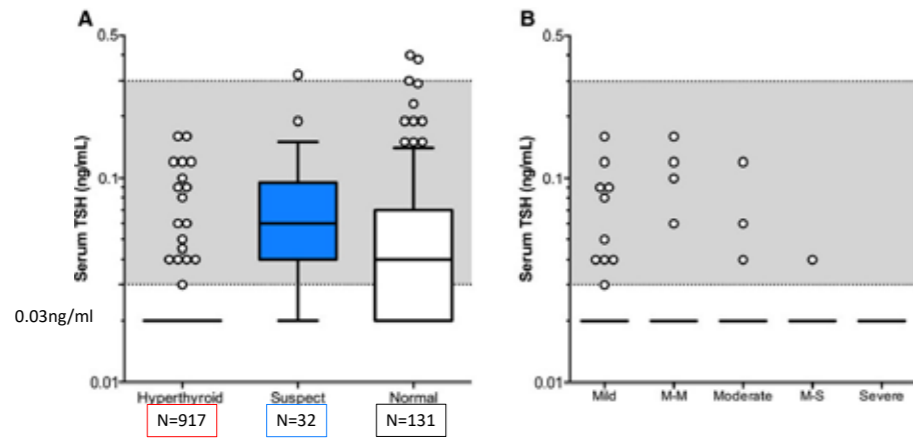 A
0.5
0.1
0.01
Serum TSH (ng/mL)
0.03ng/ml
Hyperthyroid
Suspect
Normal
N=917
N=32
N=131
B
0.5
0.1
0.01
Serum TSH (ng/mL)
Mild
M-M
Moderate
M-S
Severe